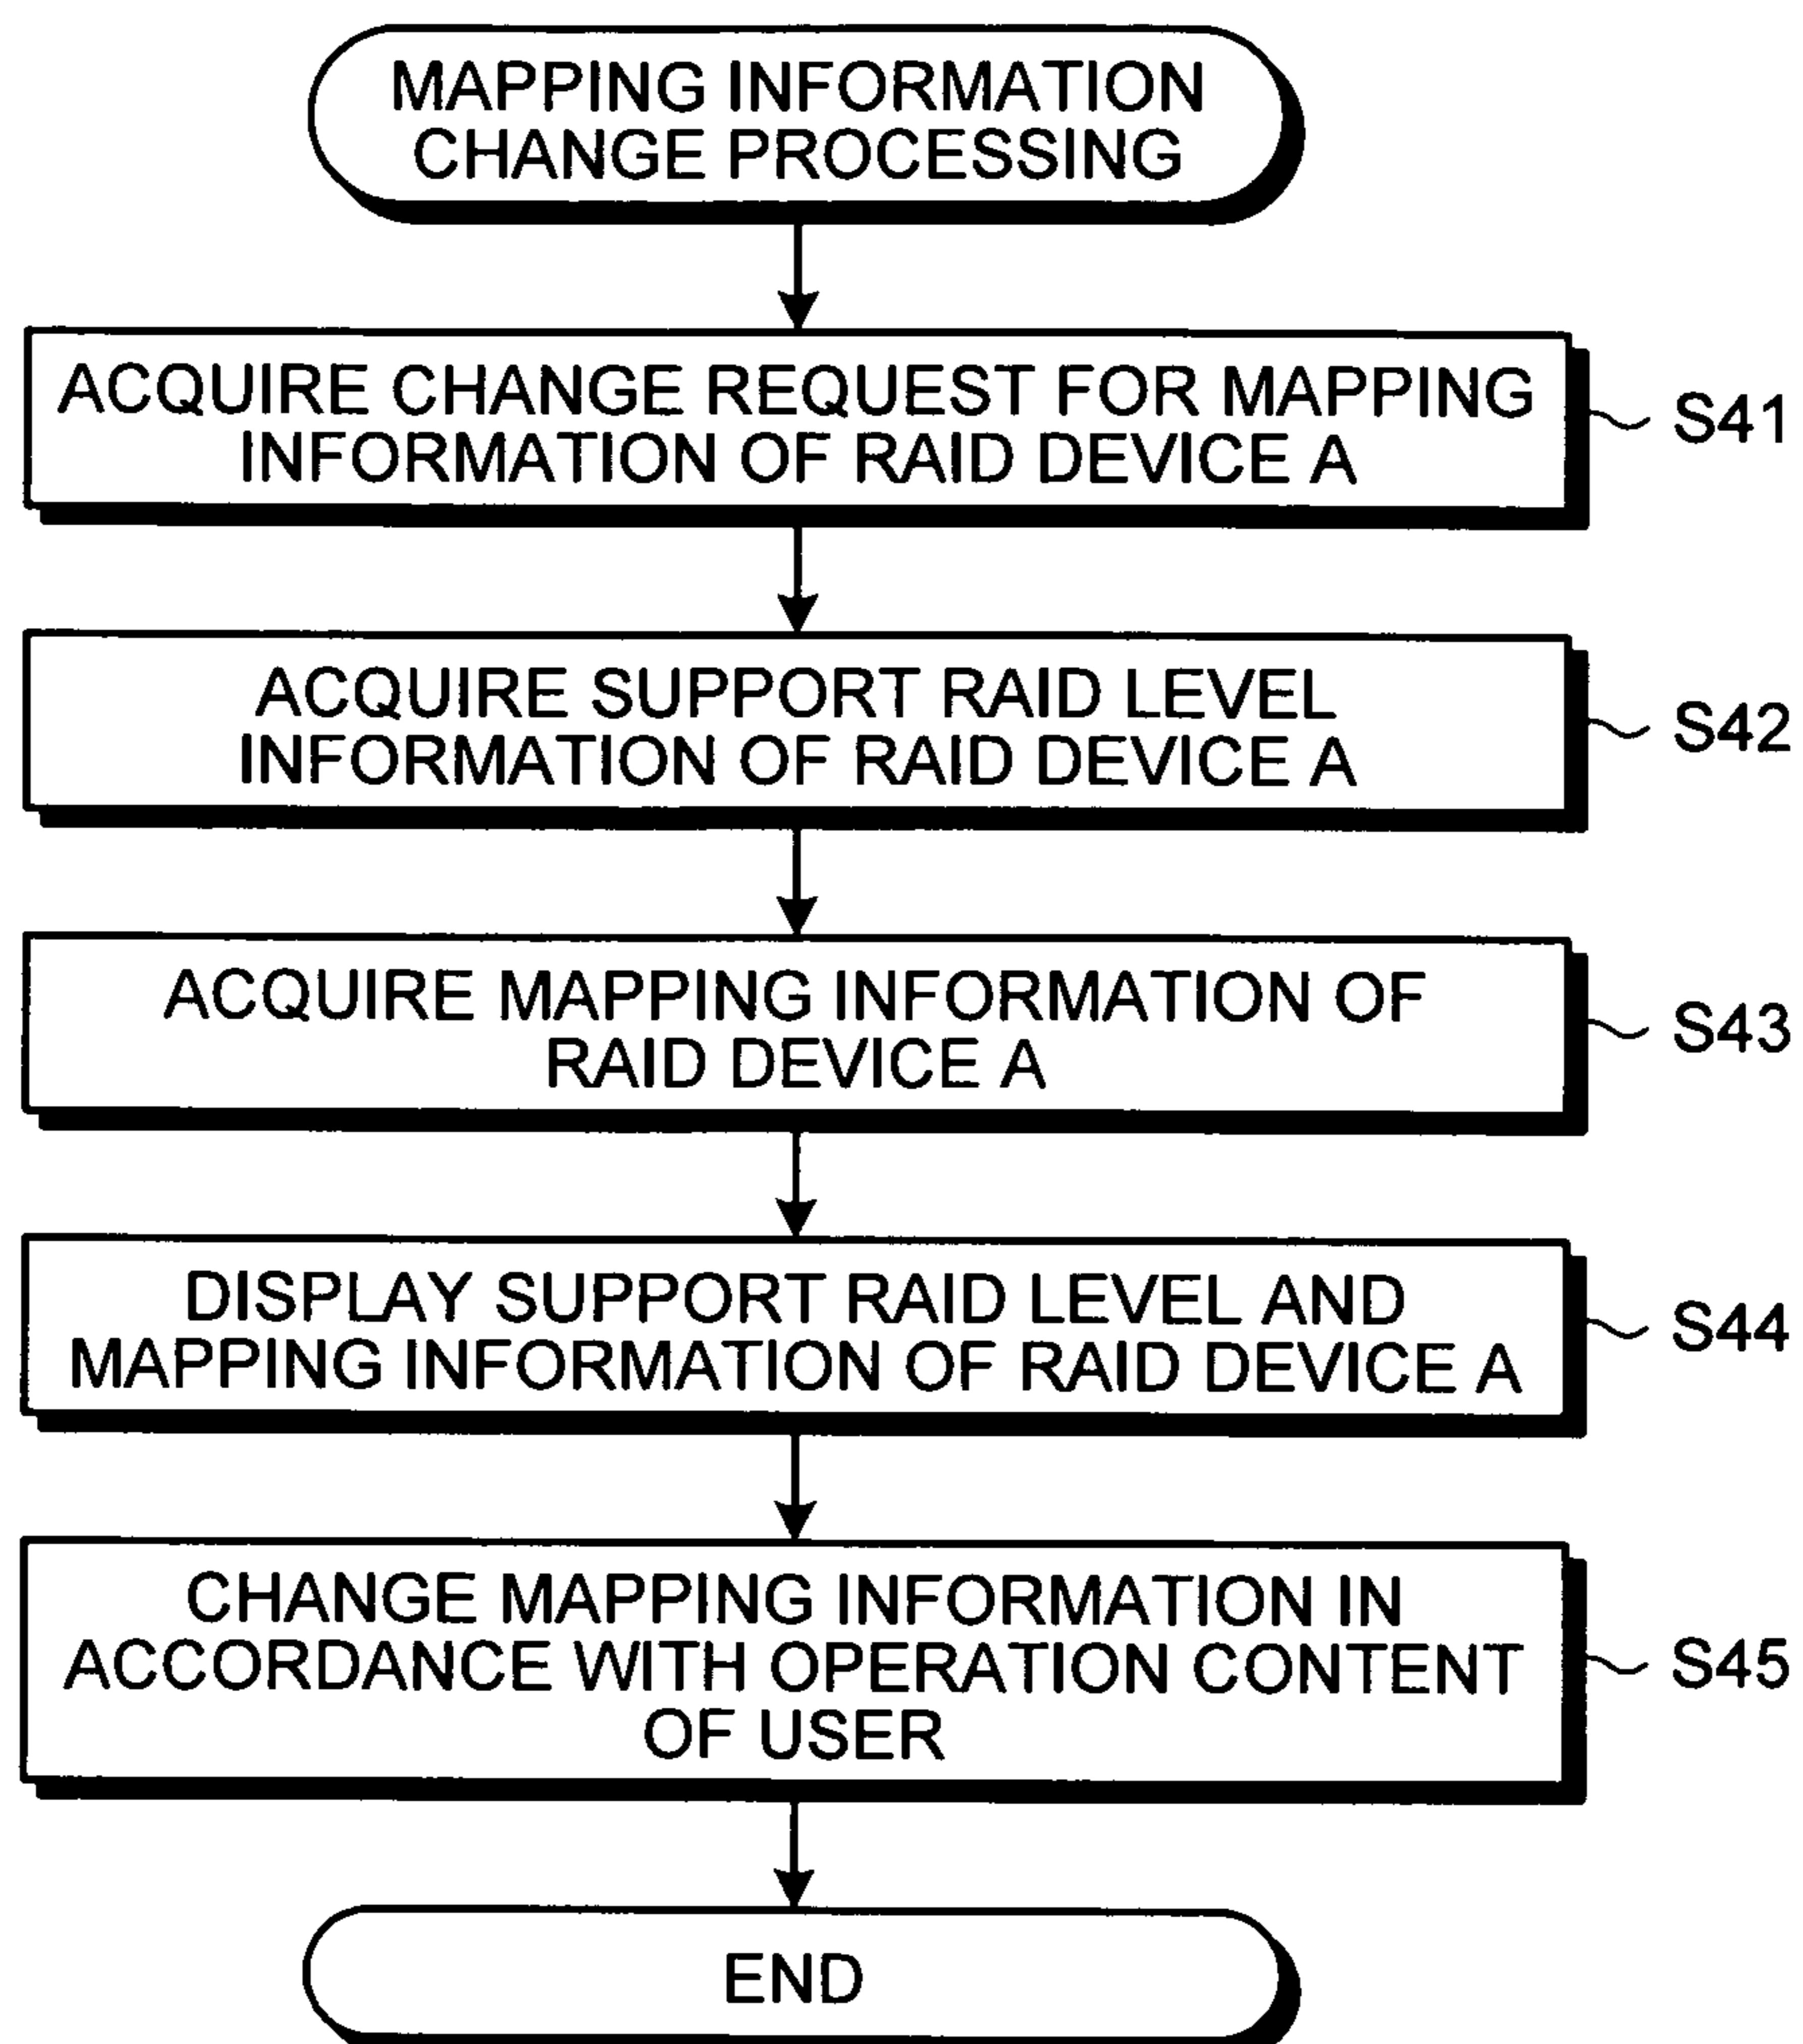 MAPPING INFORMATION
CHANGE PROCESSING
ACQUIRE CHANGE REQUEST FOR MAPPING
INFORMATION OF RAID DEVICE A
S41
ACQUIRE SUPPORT RAID LEVEL
INFORMATION OF RAID DEVICE A
S42
ACQUIRE MAPPING INFORMATION OF
RAID DEVICE A
S43
DISPLAY SUPPORT RAID LEVEL AND
MAPPING INFORMATION OF RAID DEVICE A
S44
CHANGE MAPPING INFORMATION IN
ACCORDANCE WITH OPERATION CONTENT
OF USER
S45
END